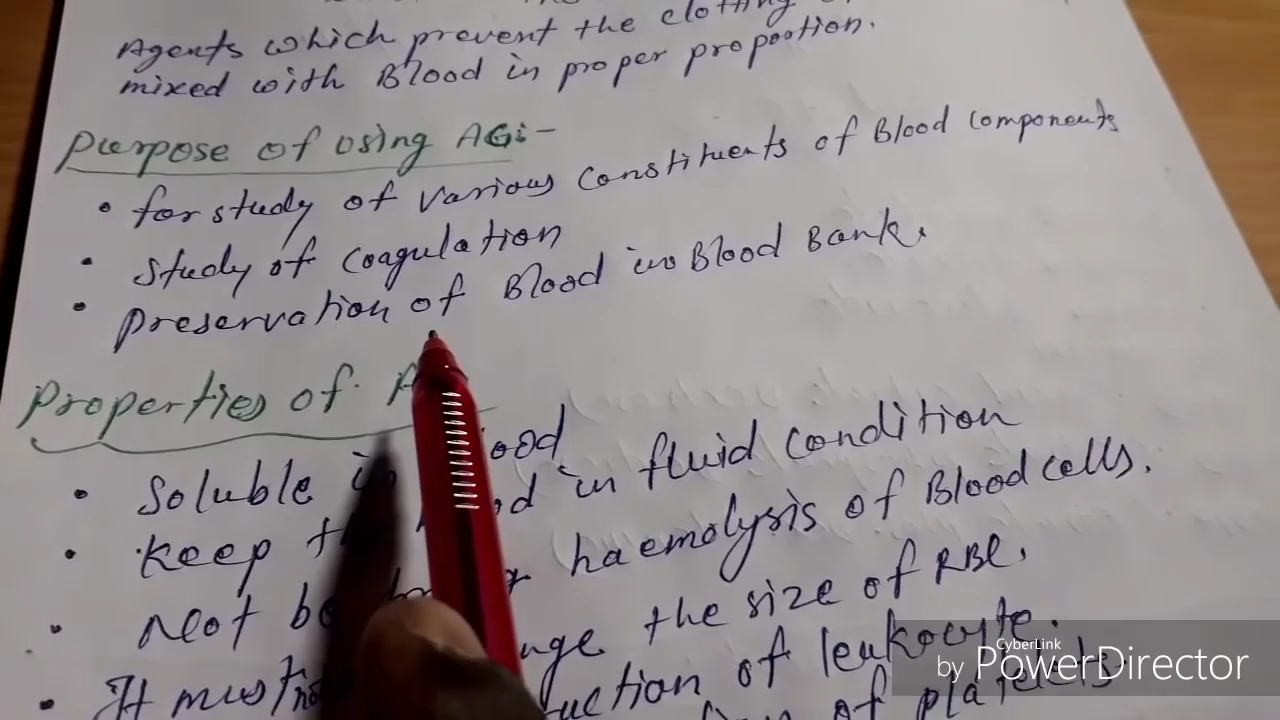 Agents which prevent the clotting
mixed with Blood in proper proportion.
Purpose of Using AG:-
• for study of various constituents of Blood components
• study of coagulation
• preservation of Blood in Blood Bank.
Properties of
• Soluble in
• Keep in fluid condition
• Not haemolysis of Blood cells.
• It must the size of RBC.
of leukocyte.
of platelets.
CyberLink
by PowerDirector